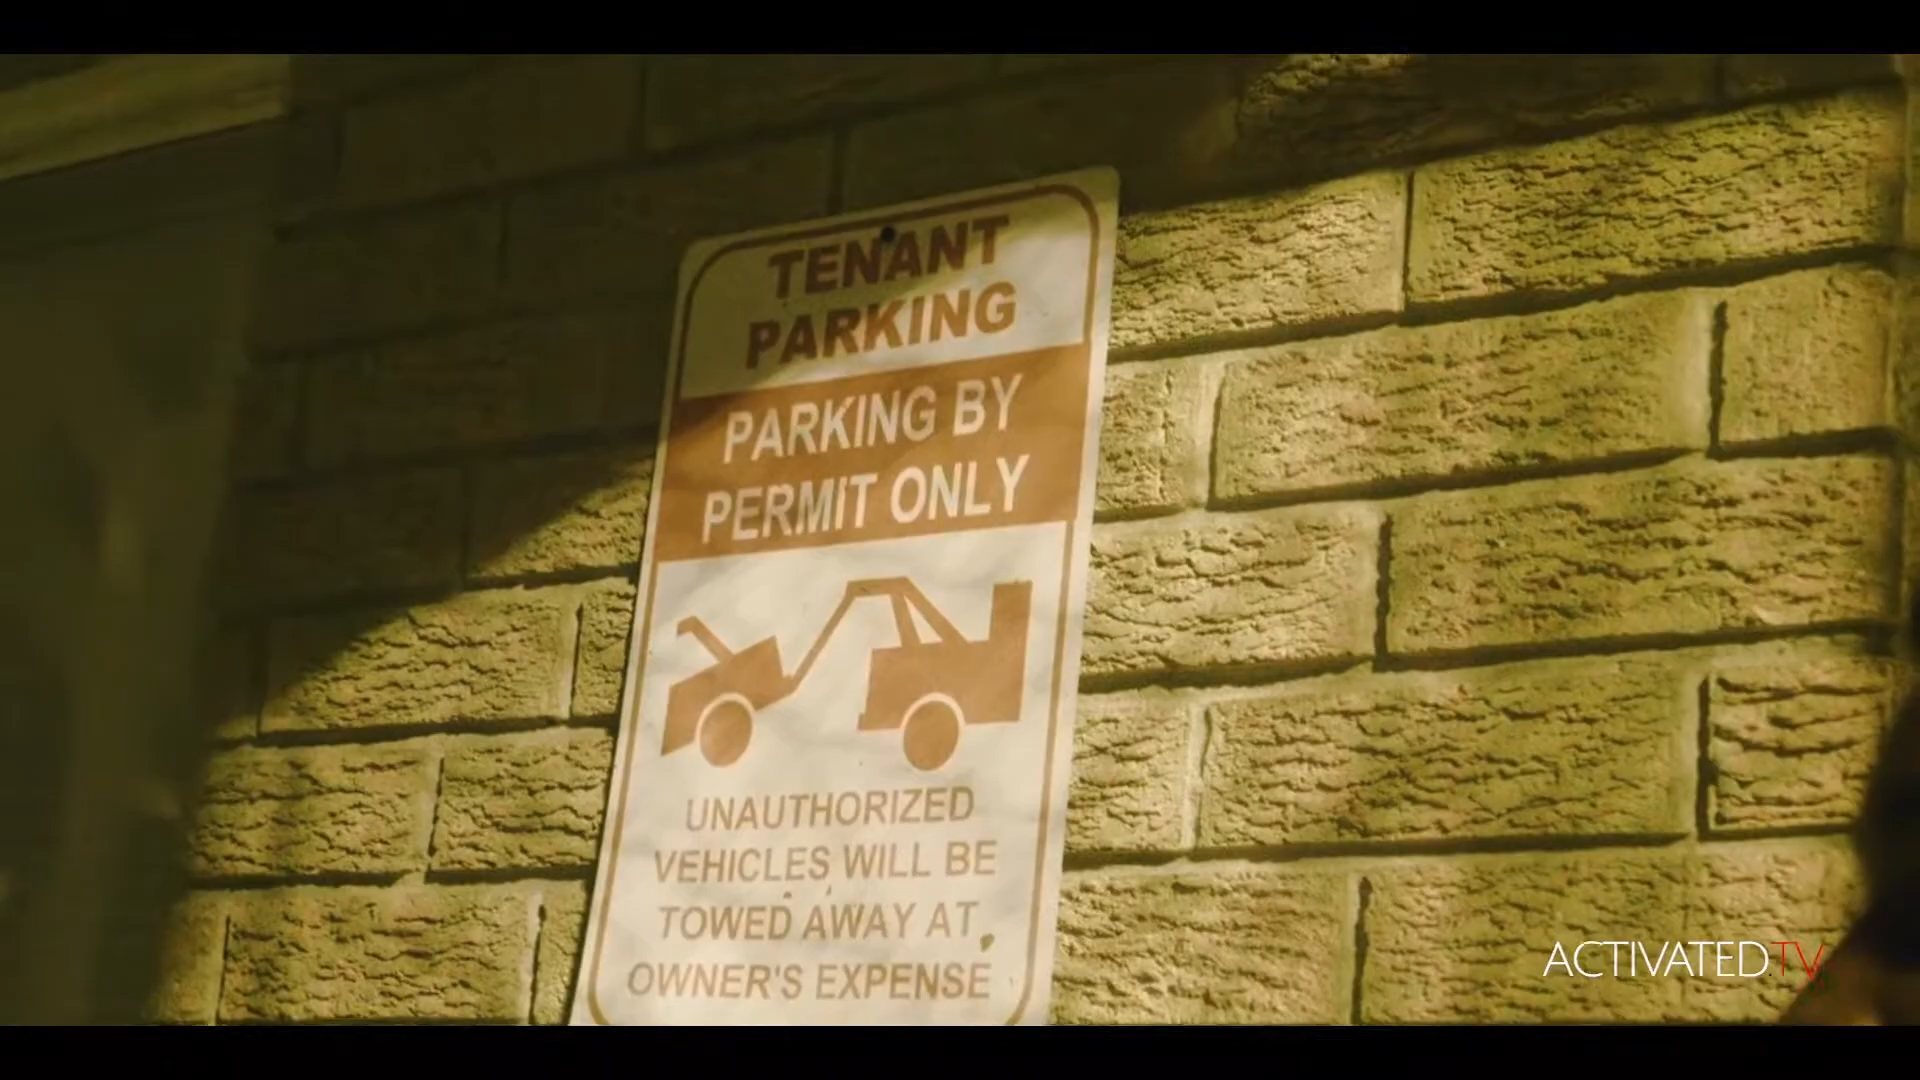 TENANT
PARKING
PARKING BY
PERMIT ONLY
UNAUTHORIZED
VEHICLES WILL BE
TOWED AWAY AT
OWNER'S EXPENSE
ACTIVATED.TV